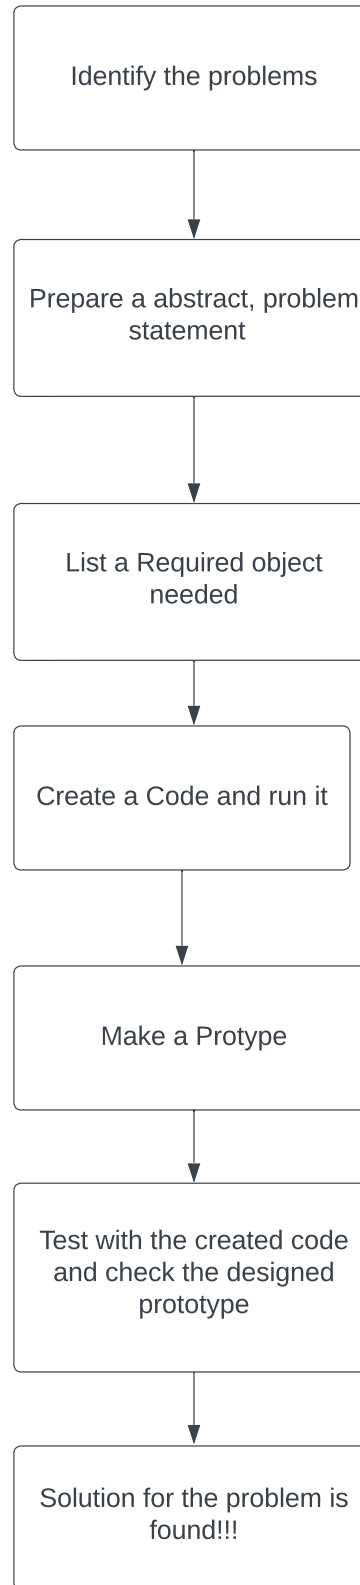 Identify the problems
Prepare a abstract, problem
statement
List a Required object
needed
Create a Code and run it
Make a Protype
Test with the created code
and check the designed
prototype
Solution for the problem is
found!!!